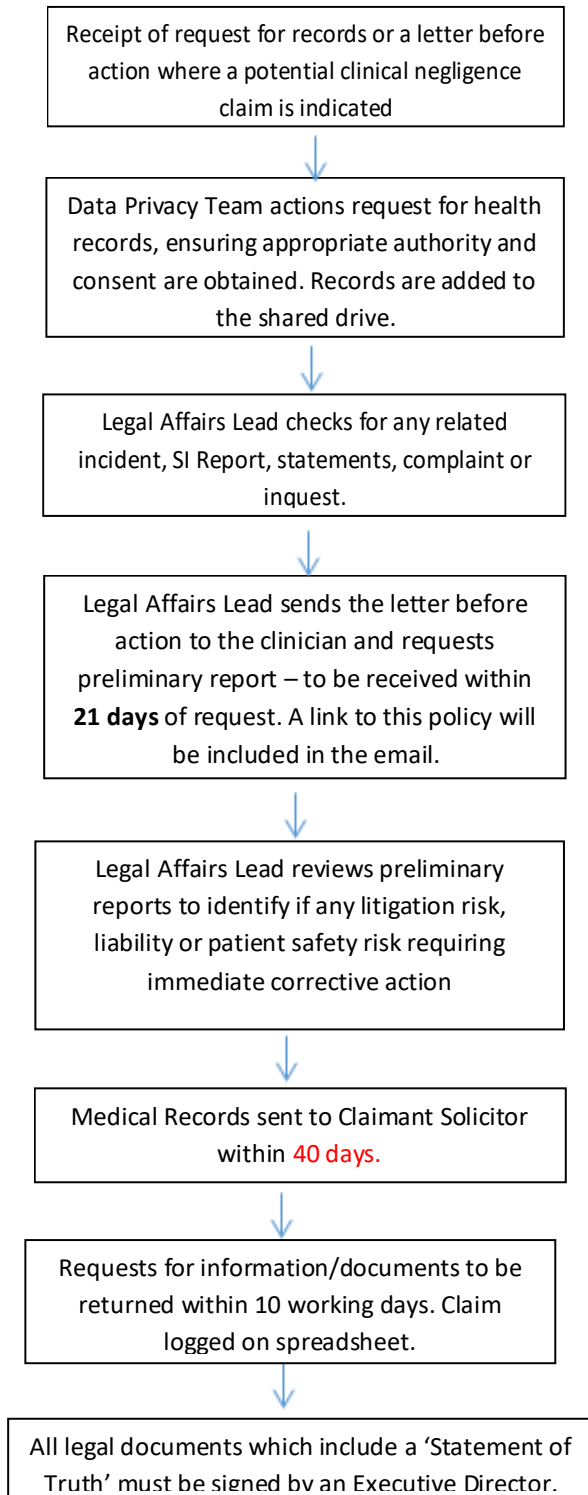 Receipt of request for records or a letter before
action where a potential clinical negligence
claim is indicated
Data Privacy Team actions request for health
records, ensuring appropriate authority and
consent are obtained. Records are added to
the shared drive.
Legal Affairs Lead checks for any related
incident, SI Report, statements, complaint or
inquest.
Legal Affairs Lead sends the letter before
action to the clinician and requests
preliminary report – to be received within
21 days of request. A link to this policy will
be included in the email.
Legal Affairs Lead reviews preliminary
reports to identify if any litigation risk,
liability or patient safety risk requiring
immediate corrective action
Medical Records sent to Claimant Solicitor
within 40 days.
Requests for information/documents to be
returned within 10 working days. Claim
logged on spreadsheet.
All legal documents which include a ‘Statement of
Truth’ must be signed by an Executive Director.